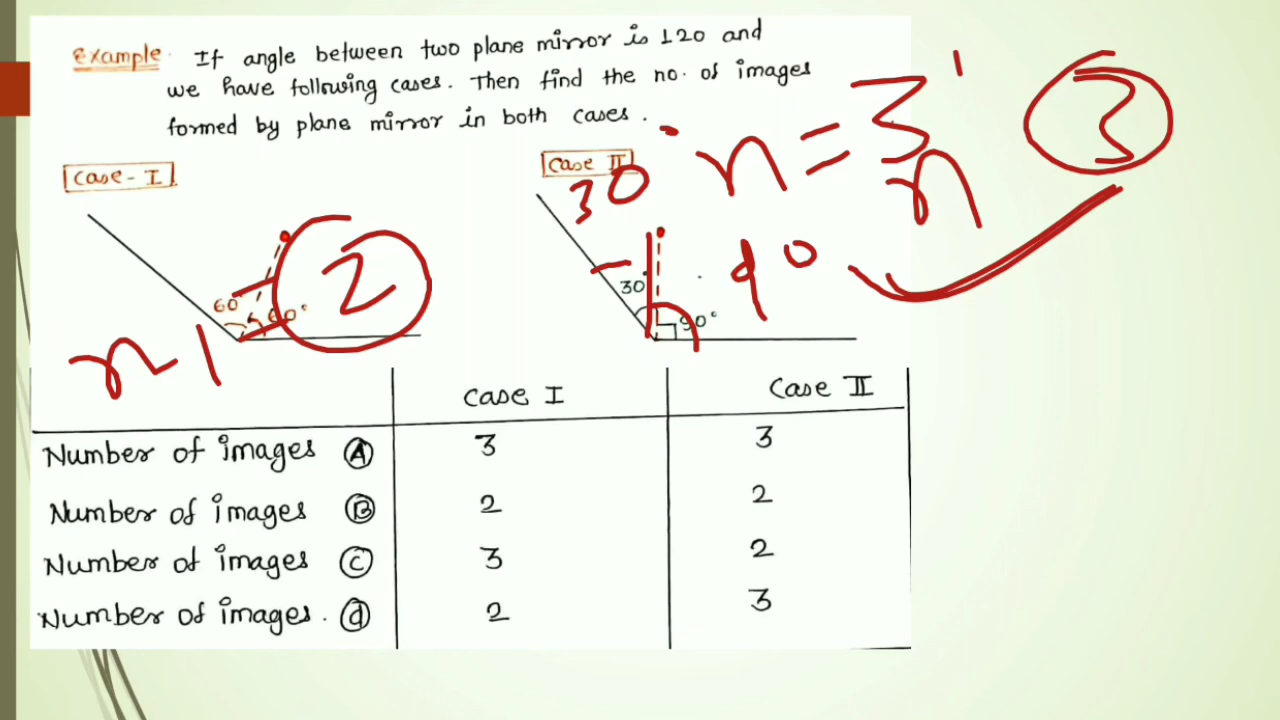 Example. If angle between two plane mirror is 120 and
we have following cases. Then find the no. of images
formed by plane mirror in both cases.
Case - I
Case II
30° n = 3
n
3
60
60°
2
n-1
30
- 90
90°
Case I Case II
Number of images A 3 3
Number of images B 2 2
Number of images C 3 2
Number of images. d 2 3